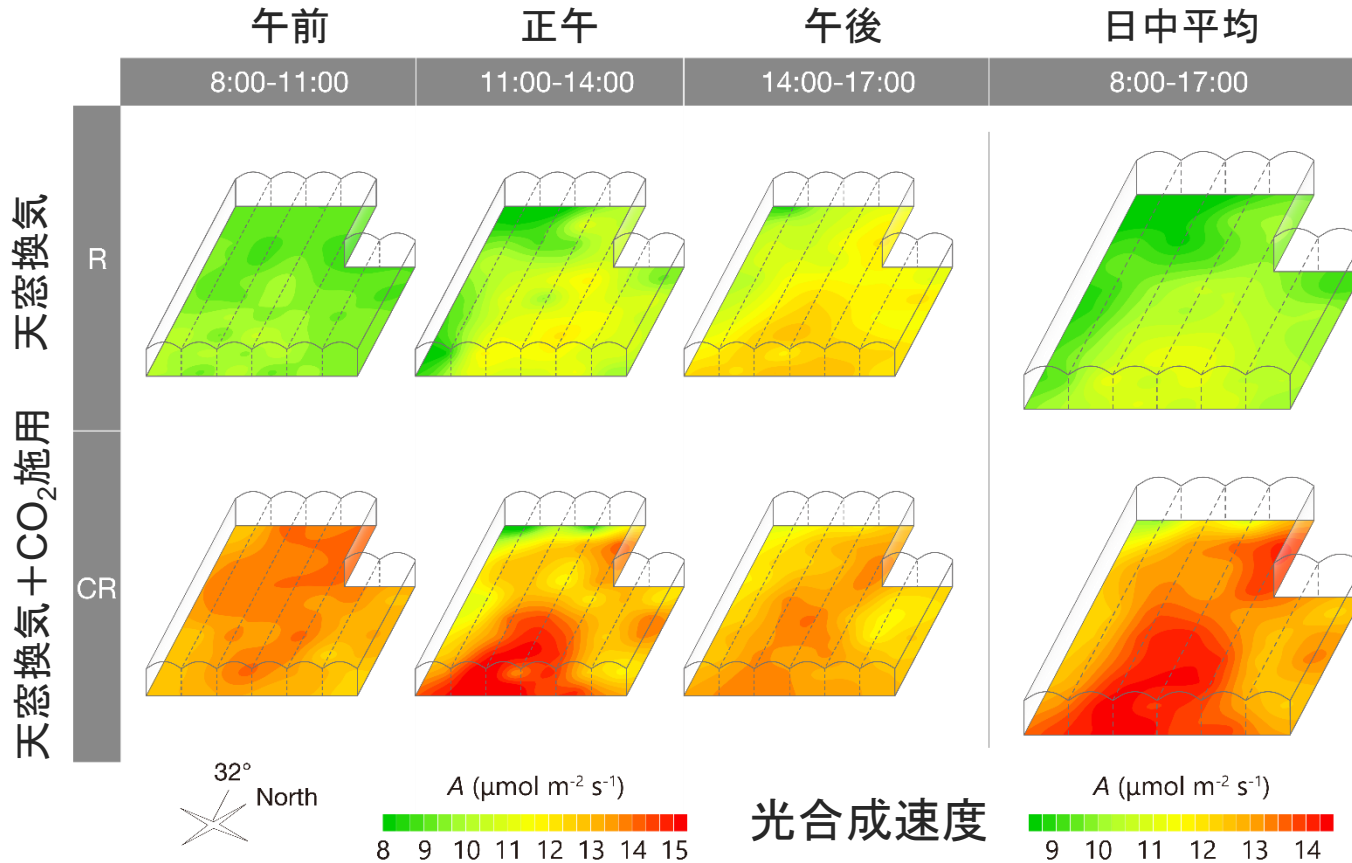 午前 正午 午後 日中平均
8:00-11:00 11:00-14:00 14:00-17:00 8:00-17:00
天窓換気
R
天窓換気＋CO₂施用
CR
32°
North
A (μmol m⁻² s⁻¹)
8 9 10 11 12 13 14 15
光合成速度
A (μmol m⁻² s⁻¹)
9 10 11 12 13 14